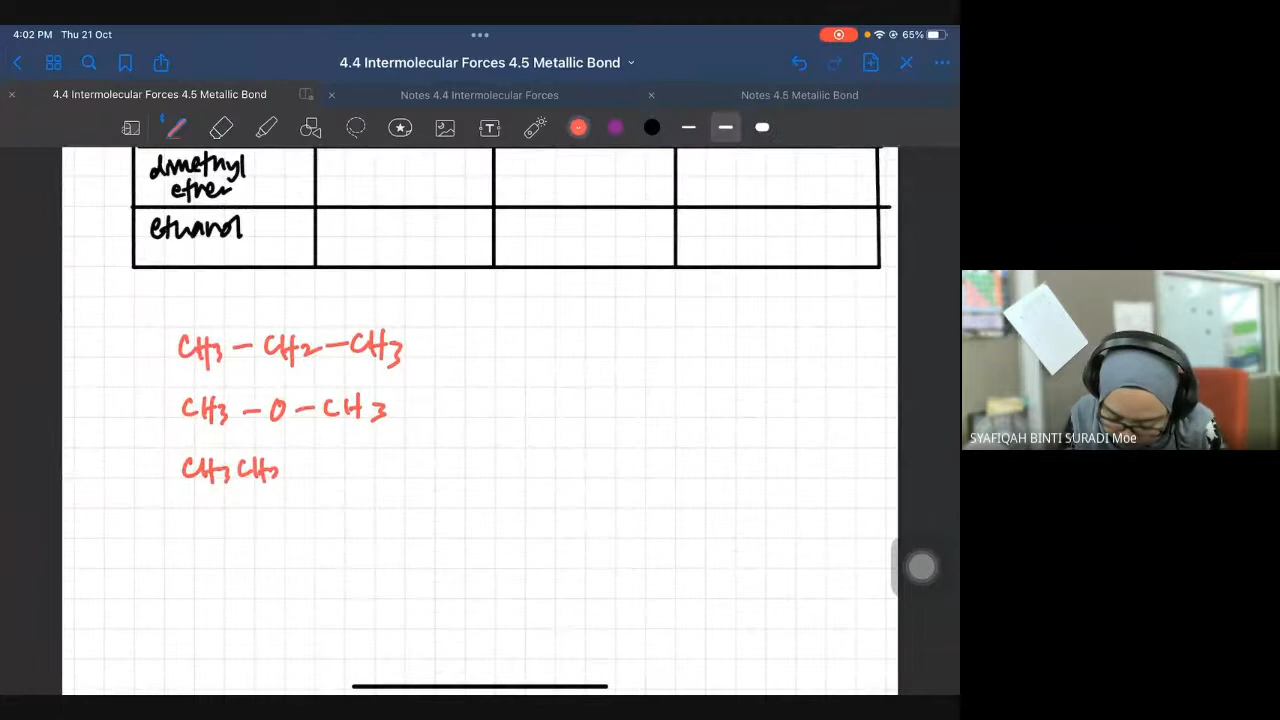 4:02 PM Thu 21 Oct
65%
4.4 Intermolecular Forces 4.5 Metallic Bond
4.4 Intermolecular Forces 4.5 Metallic Bond
Notes 4.4 Intermolecular Forces
Notes 4.5 Metallic Bond
dimethyl
ether
ethanol
CH3 - CH2 - CH3
CH3 - O - CH3
CH3 CH2
SYAFIQAH BINTI SURADI Moe